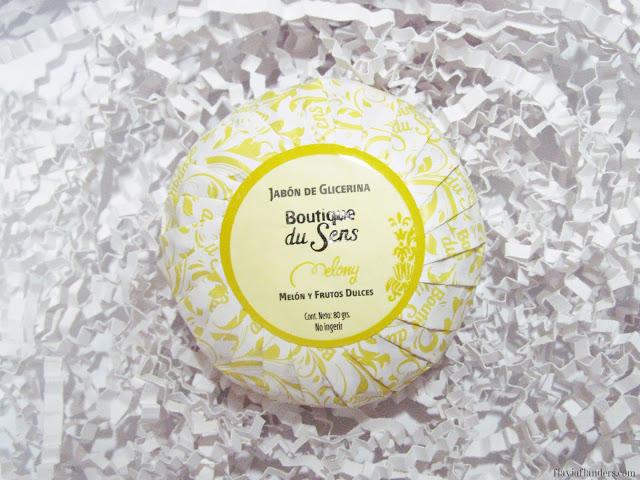 JABÓN DE GLICERINA
Boutique
du Sens
Melony
MELÓN Y FRUTOS DULCES
Cont. Neto: 80 grs.
No ingerir
flaviaflanders.com